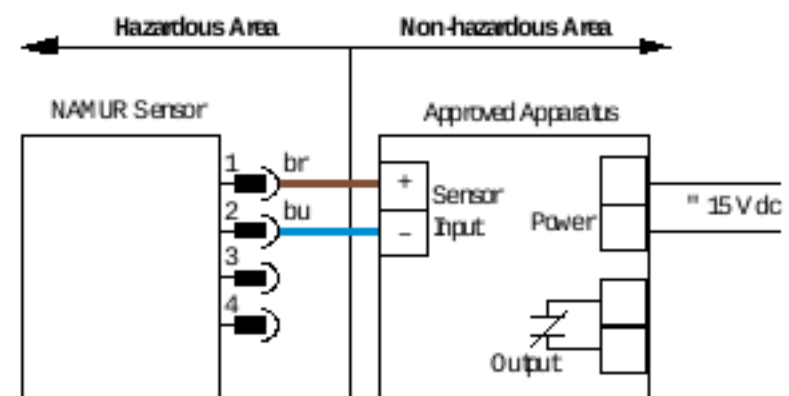 Hazardous Area
Non-hazardous Area
NAMUR Sensor
Approved Apparatus
1
br
+
Sensor
Input
2
bu
–
Power
" 15 V dc
3
4
Output